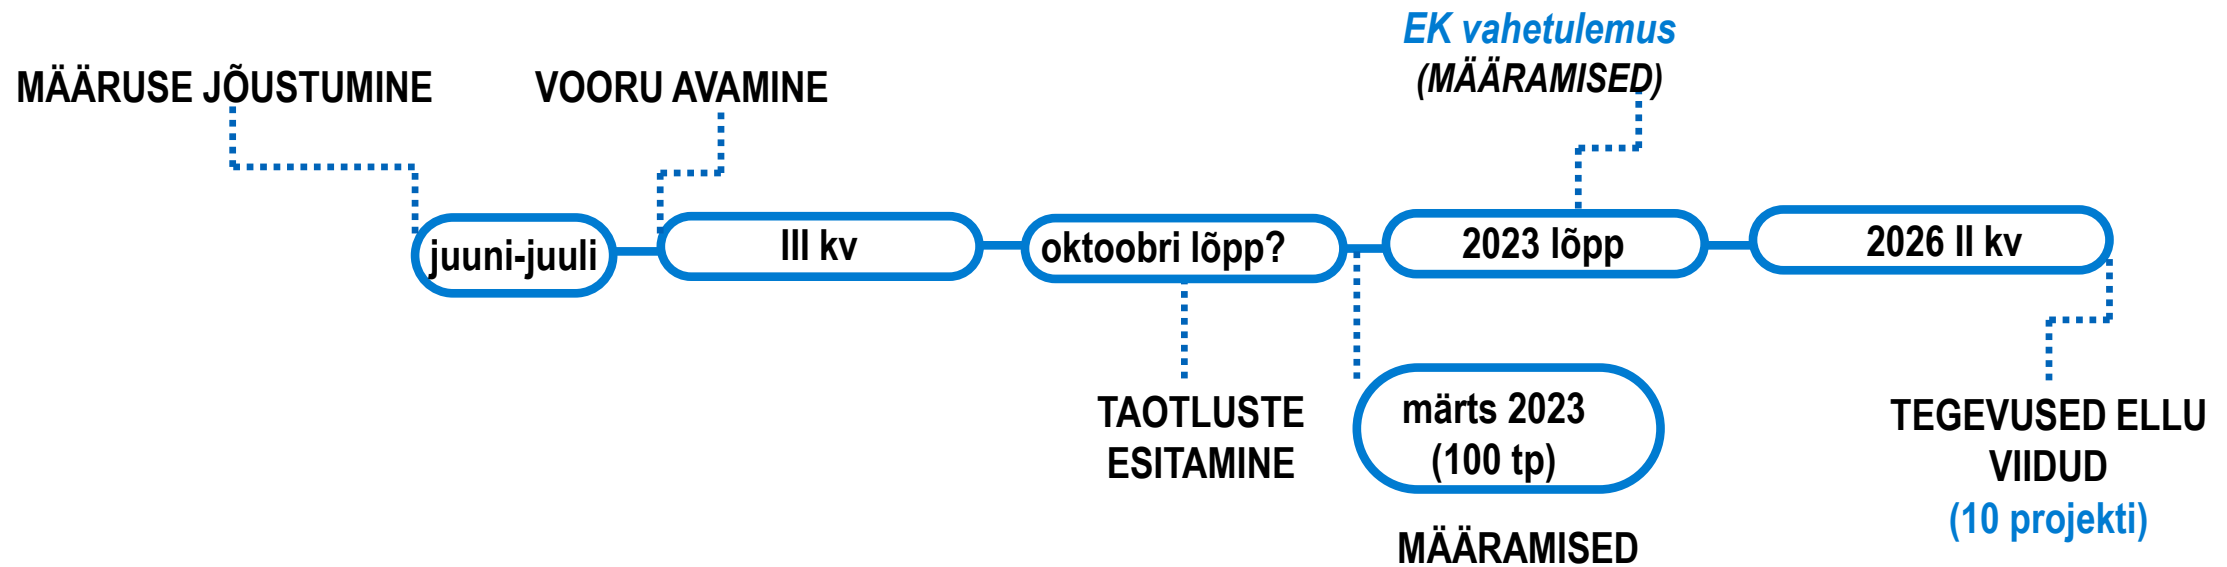 EK vahetulemus
(MÄÄRAMISED)
MÄÄRUSE JÕUSTUMINE
VOORU AVAMINE
juuni-juuli
III kv
oktoobri lõpp?
2023 lõpp
2026 II kv
TAOTLUSTE
ESITAMINE
märts 2023
(100 tp)
MÄÄRAMISED
TEGEVUSED ELLU
VIIDUD
(10 projekti)